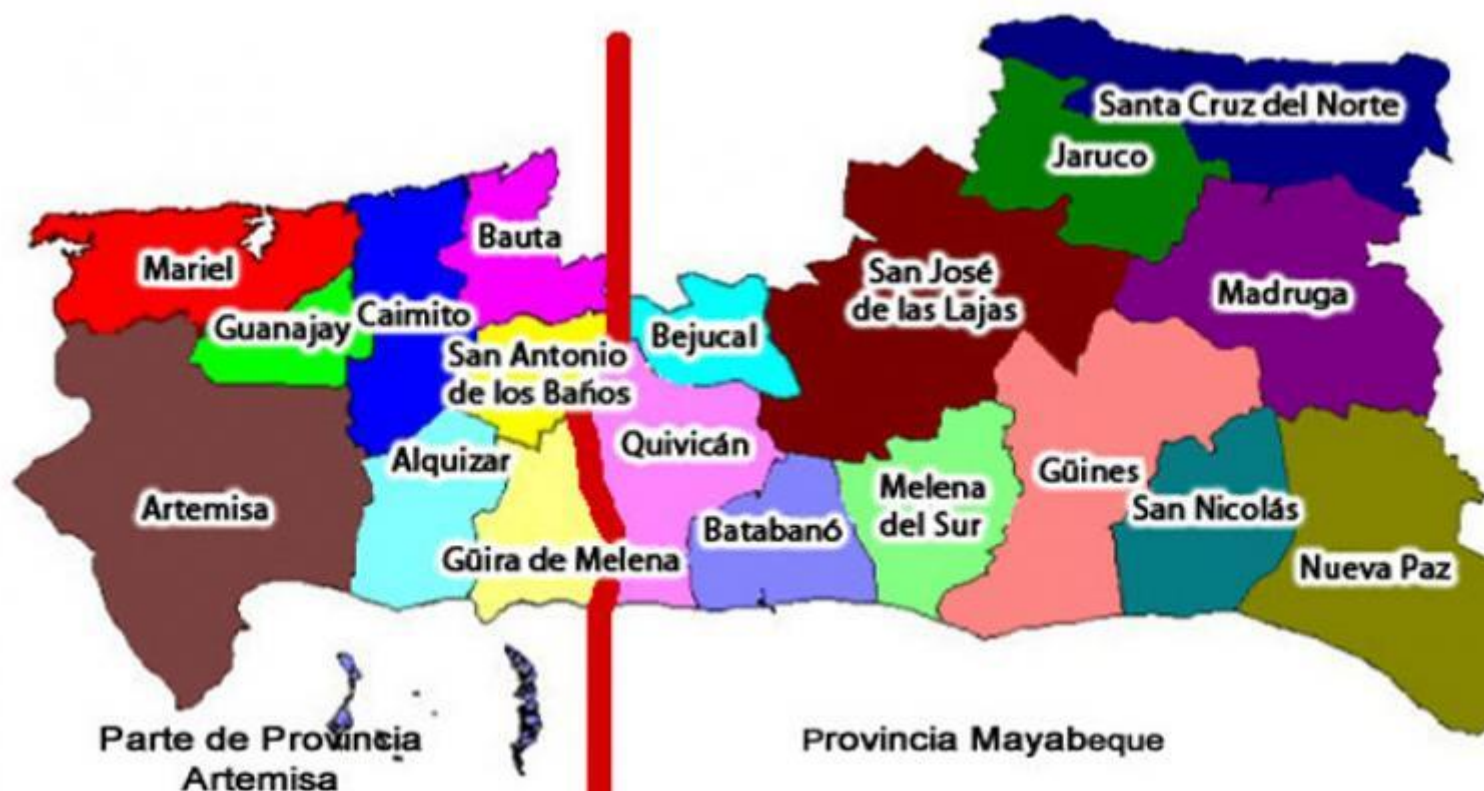 Santa Cruz del Norte
Jaruco
Bauta
Mariel
San José
de las Lajas
Madruga
Guanajay
Caimito
San Antonio
de los Baños
Bejucal
Quivicán
Alquizar
Artemisa
Melena
del Sur
Güines
San Nicolás
Batabanó
Güira de Melena
Nueva Paz
Parte de Provincia
Artemisa
Provincia Mayabeque